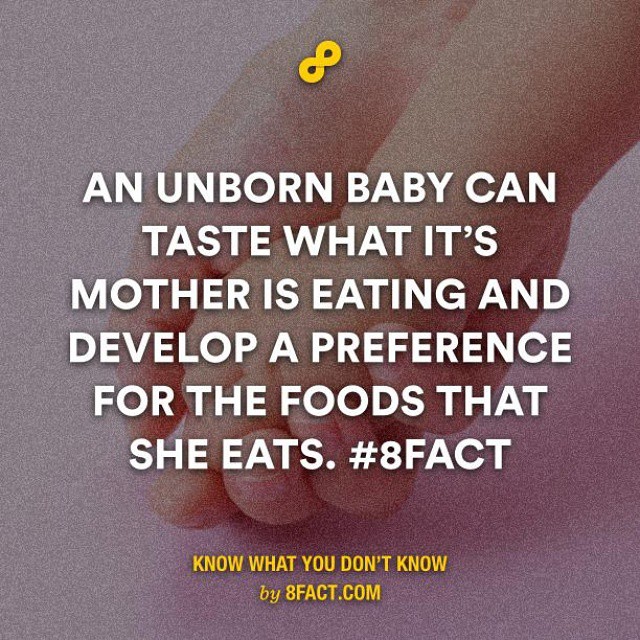 AN UNBORN BABY CAN
TASTE WHAT IT'S
MOTHER IS EATING AND
DEVELOP A PREFERENCE
FOR THE FOODS THAT
SHE EATS. #8FACT
KNOW WHAT YOU DON'T KNOW
by 8FACT.COM